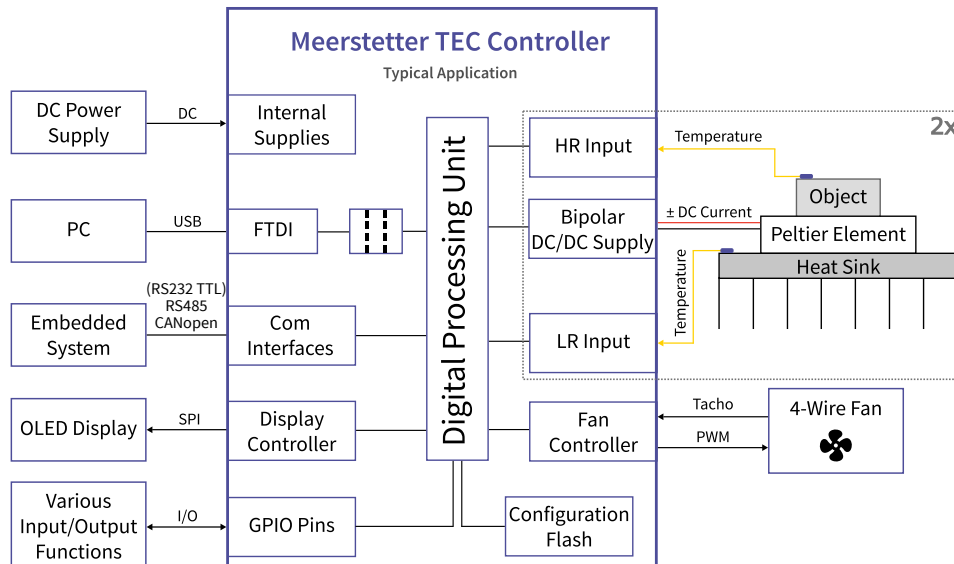 Meerstetter TEC Controller
Typical Application
DC Power
Supply
DC
Internal
Supplies
PC
USB
FTDI
Embedded
System
(RS232 TTL)
RS485
CANopen
Com
Interfaces
OLED Display
SPI
Display
Controller
Various
Input/Output
Functions
I/O
GPIO Pins
Digital Processing Unit
HR Input
Bipolar
DC/DC Supply
LR Input
Fan
Controller
Configuration
Flash
2x
Temperature
± DC Current
Temperature
Object
Peltier Element
Heat Sink
Tacho
PWM
4-Wire Fan